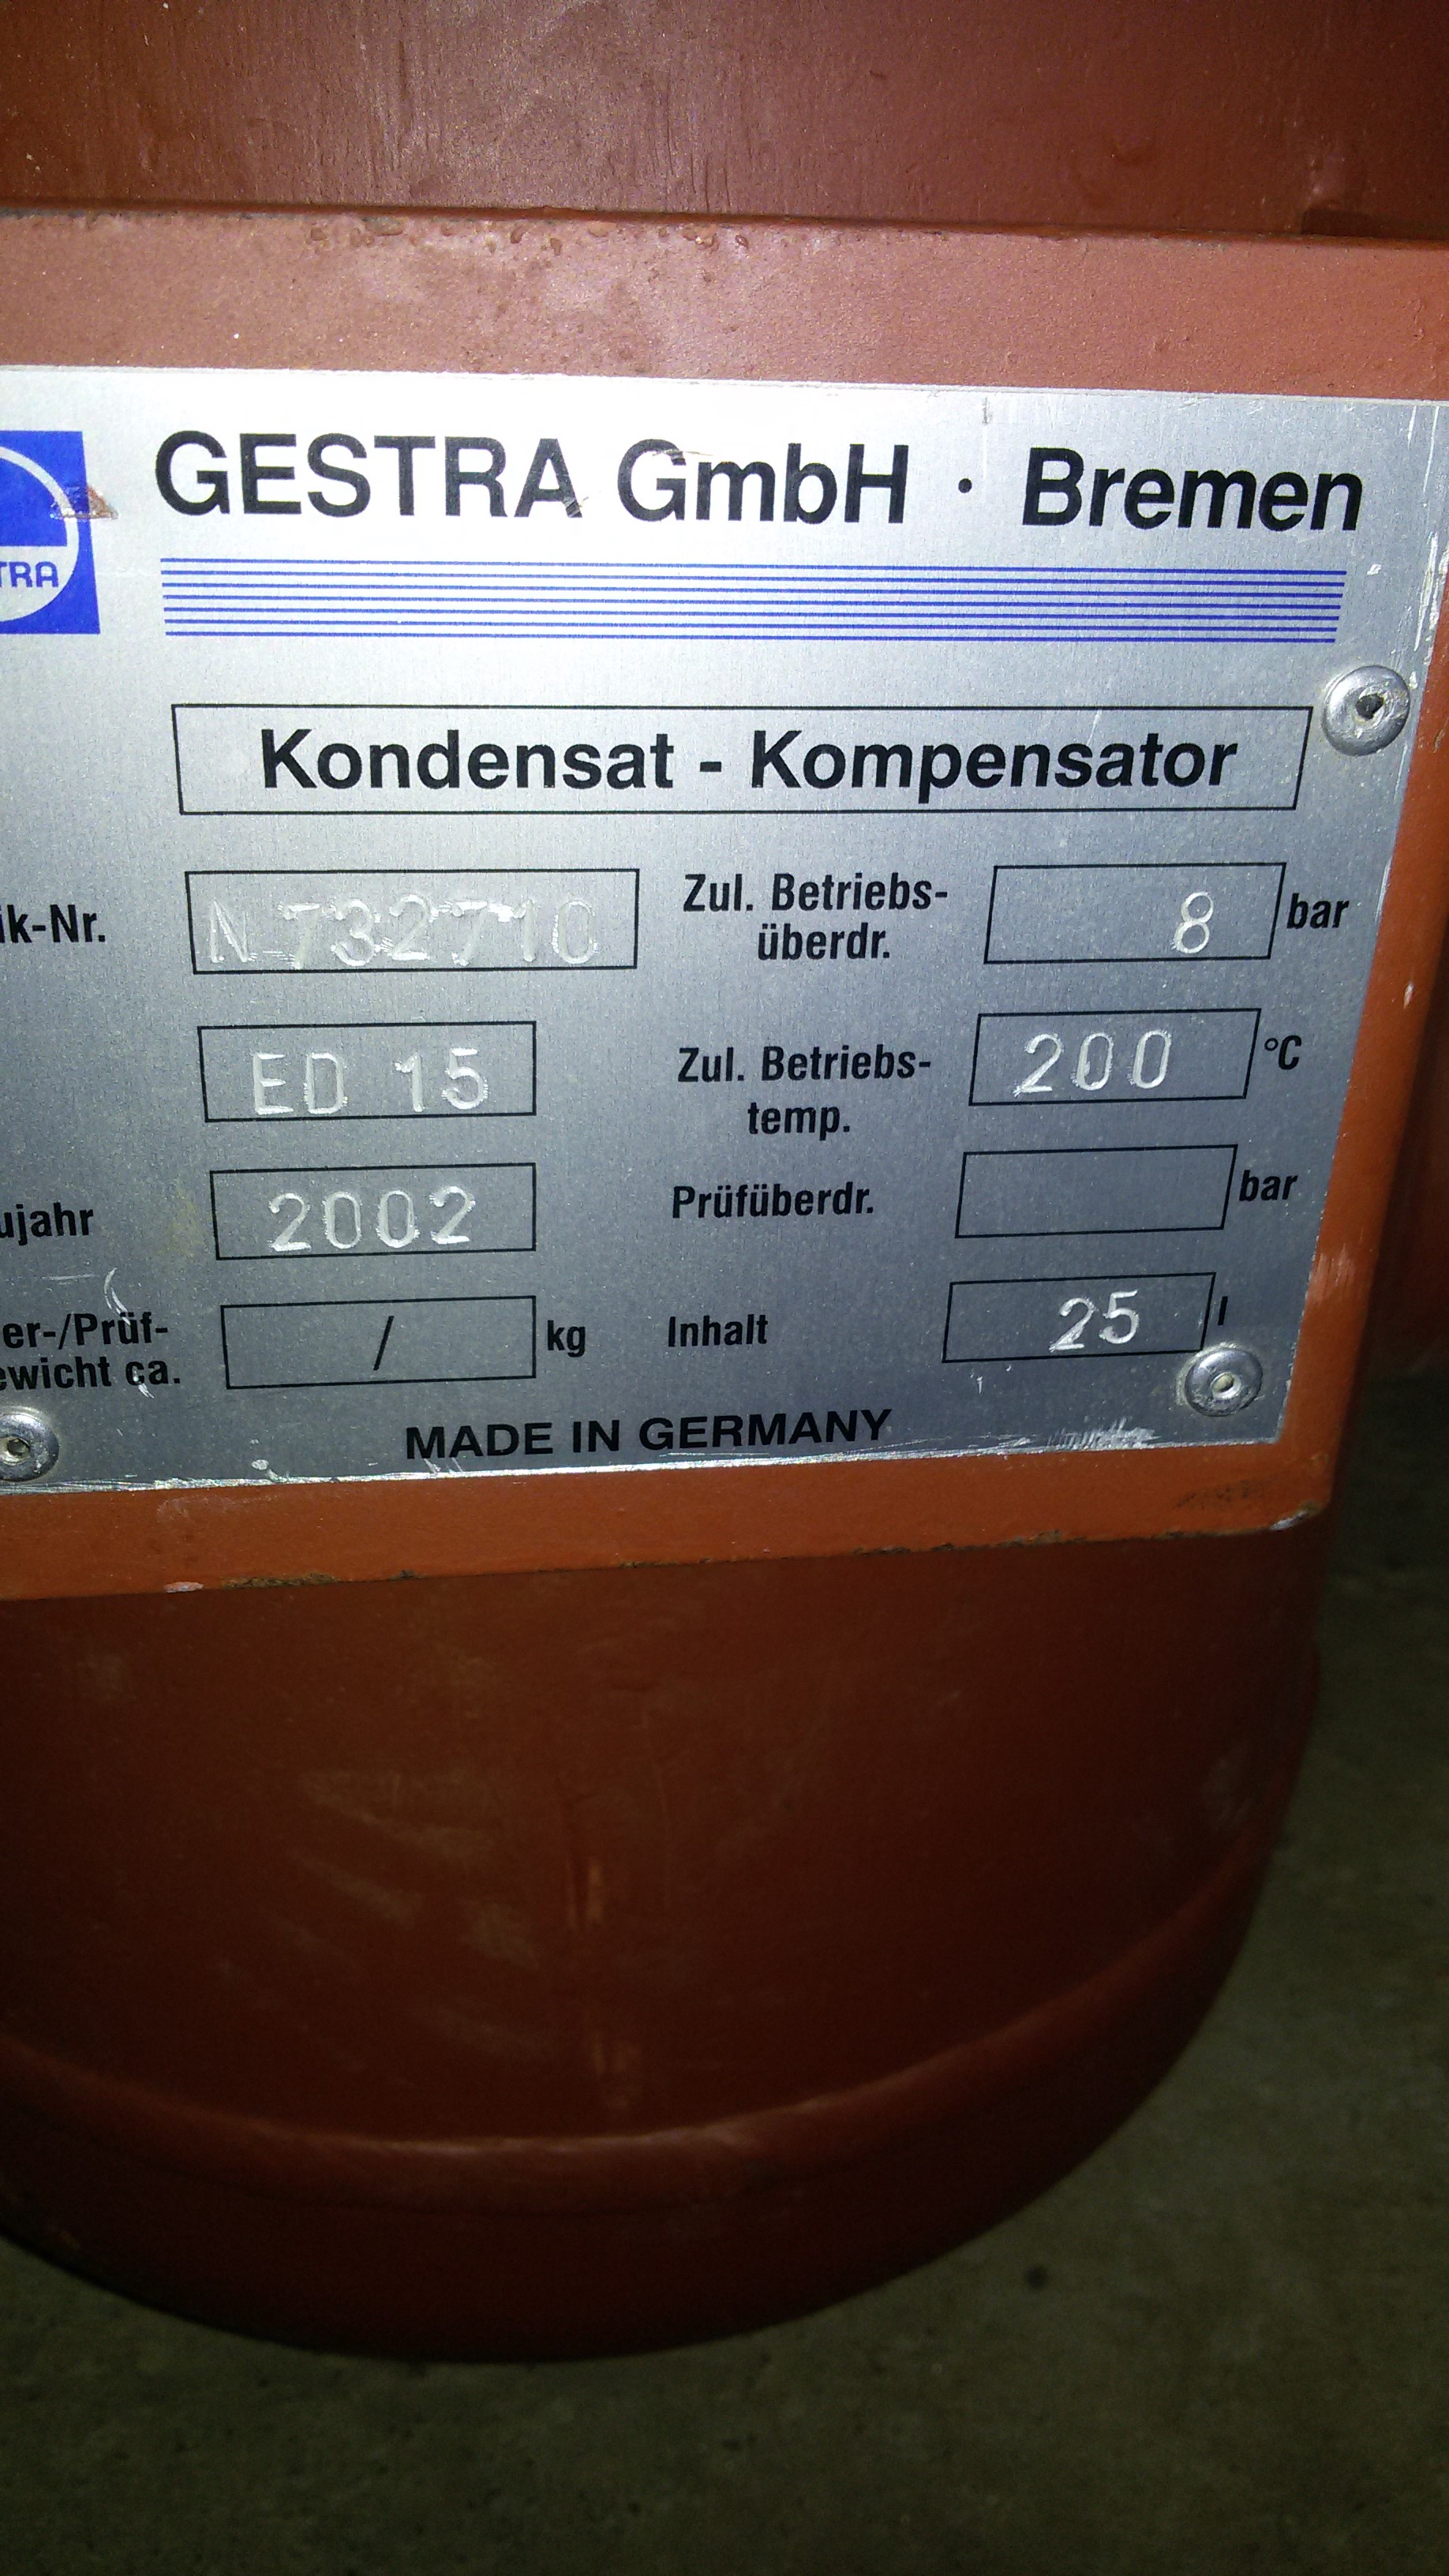 GESTRA GmbH · Bremen
TRA
Kondensat - Kompensator
ik-Nr. N 732710 Zul. Betriebs-
überdr. 8 bar
ED 15 Zul. Betriebs-
temp. 200 °C
ujahr 2002 Prüfüberdr. bar
er-/Prüf-
ewicht ca. / kg Inhalt 25 l
MADE IN GERMANY